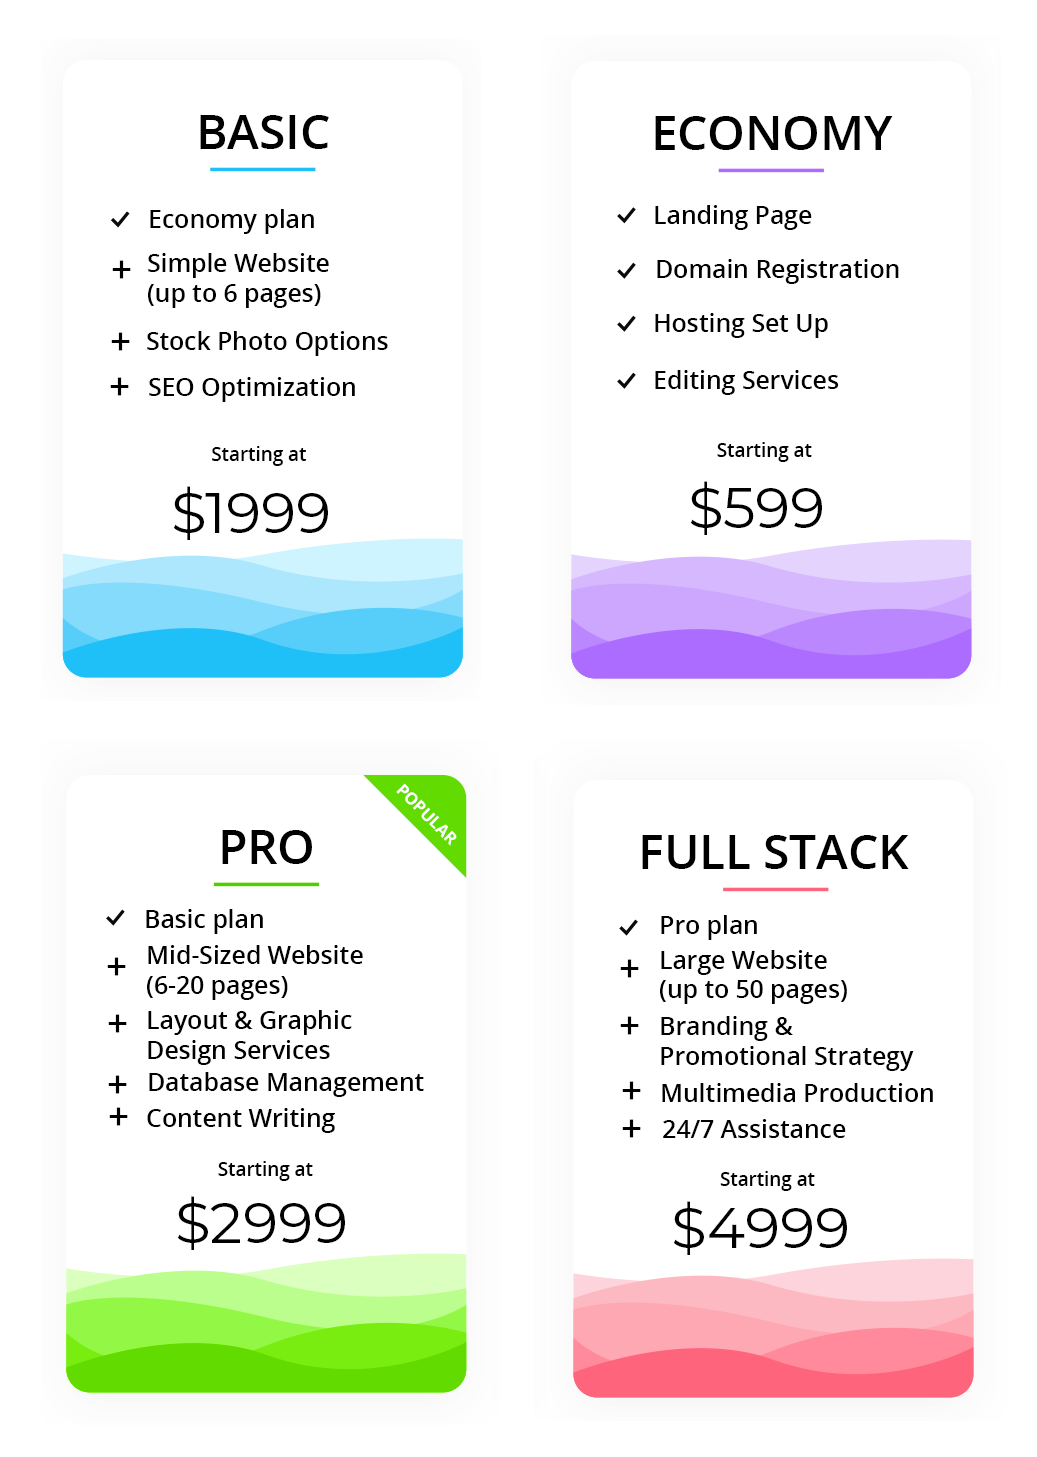 BASIC
Economy plan
Simple Website
(up to 6 pages)
Stock Photo Options
SEO Optimization
Starting at
$1999
ECONOMY
Landing Page
Domain Registration
Hosting Set Up
Editing Services
Starting at
$599
POPULAR
PRO
Basic plan
Mid-Sized Website
(6-20 pages)
Layout & Graphic
Design Services
Database Management
Content Writing
Starting at
$2999
FULL STACK
Pro plan
Large Website
(up to 50 pages)
Branding &
Promotional Strategy
Multimedia Production
24/7 Assistance
Starting at
$4999